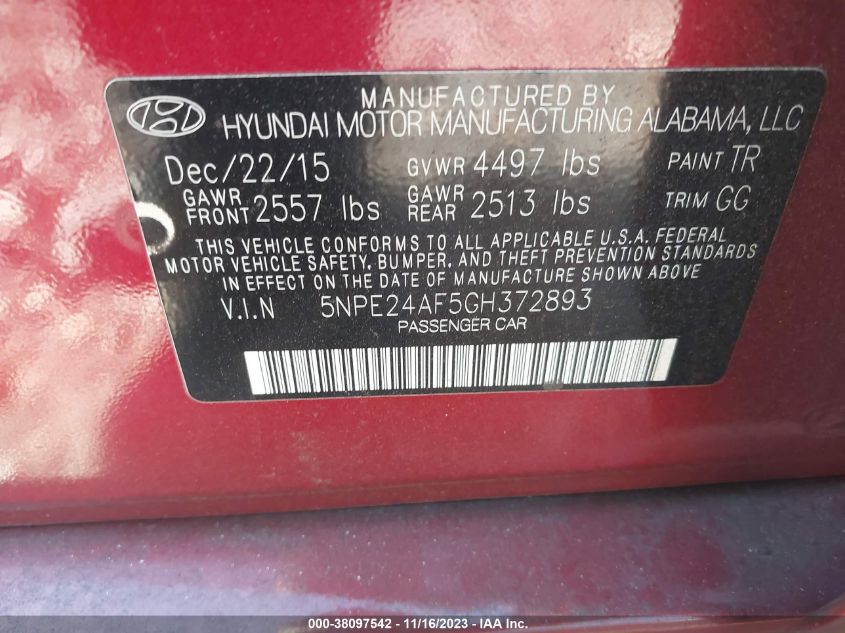 MANUFACTURED BY
HYUNDAI MOTOR MANUFACTURING ALABAMA, LLC
Dec/22/15 GVWR 4497 lbs PAINT TR
GAWR FRONT 2557 lbs GAWR REAR 2513 lbs TRIM GG
THIS VEHICLE CONFORMS TO ALL APPLICABLE U.S.A. FEDERAL
MOTOR VEHICLE SAFETY, BUMPER, AND THEFT PREVENTION STANDARDS
IN EFFECT ON THE DATE OF MANUFACTURE SHOWN ABOVE
V.I.N 5NPE24AF5GH372893
PASSENGER CAR
000-38097542 - 11/16/2023 - IAA Inc.